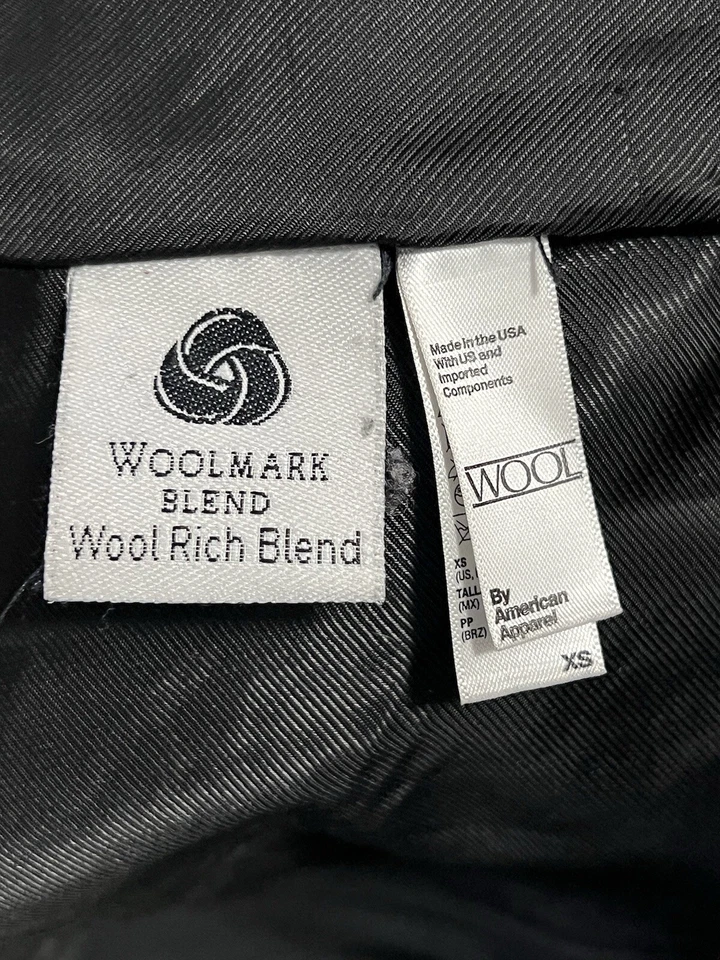 WOOLMARK
BLEND
Wool Rich Blend
Made in the USA
With US and
Imported
Components
WOOL
By
American
Apparel
XS
(US,
TALL
(MX)
PP
(BRZ)
XS